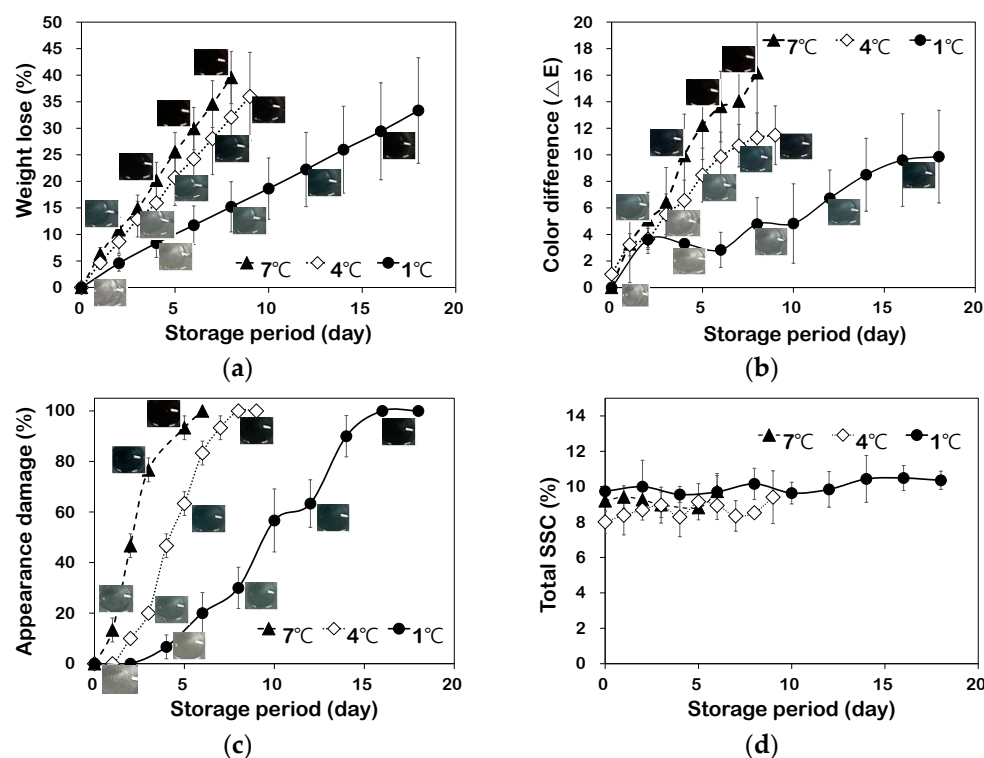 50
45
40
35
30
25
20
15
10
5
0
Weight lose (%)
7℃ 4℃ 1℃
0 5 10 15 20
Storage period (day)
(a)
20
18
16
14
12
10
8
6
4
2
0
Color difference (△E)
7℃ 4℃ 1℃
0 5 10 15 20
Storage period (day)
(b)
100
80
60
40
20
0
Appearance damage (%)
7℃ 4℃ 1℃
0 5 10 15 20
Storage period (day)
(c)
14
12
10
8
6
4
2
0
Total SSC (%)
7℃ 4℃ 1℃
0 5 10 15 20
Storage period (day)
(d)